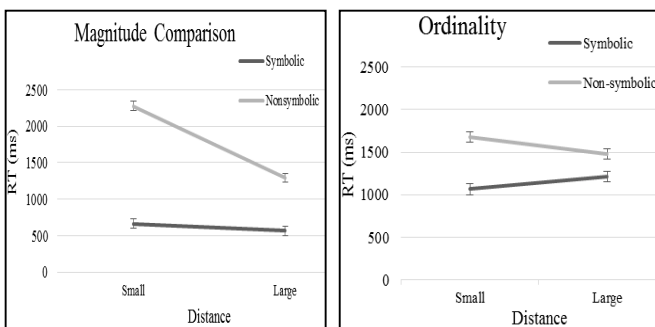 Magnitude Comparison
Symbolic
Nonsymbolic
2500
2000
1500
1000
500
0
RT (ms)
Small
Large
Distance
Ordinality
Symbolic
Non-symbolic
2500
2000
1500
1000
500
0
RT (ms)
Small
Large
Distance